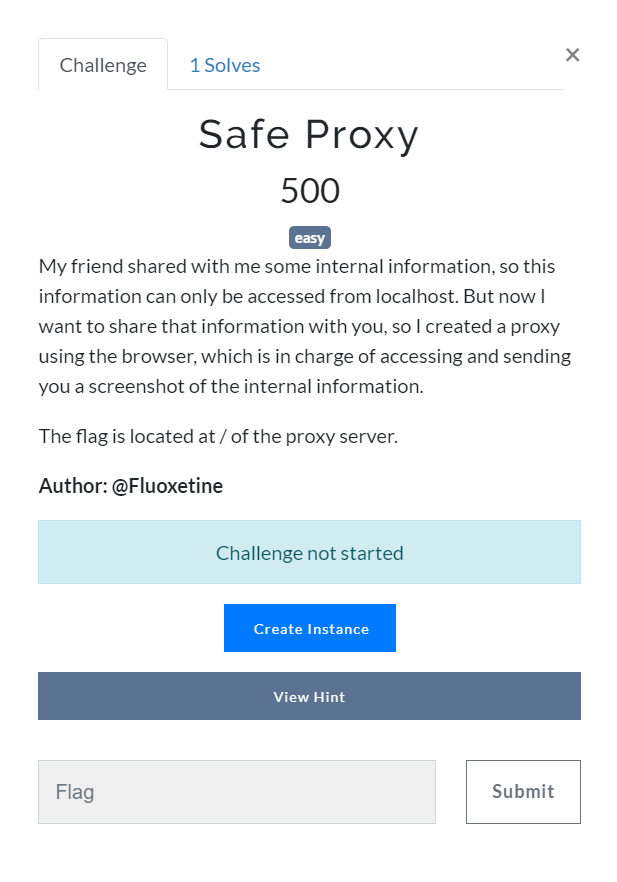 Challenge
1 Solves
×
Safe Proxy
500
easy
My friend shared with me some internal information, so this
information can only be accessed from localhost. But now I
want to share that information with you, so I created a proxy
using the browser, which is in charge of accessing and sending
you a screenshot of the internal information.
The flag is located at / of the proxy server.
Author: @Fluoxetine
Challenge not started
Create Instance
View Hint
Flag
Submit